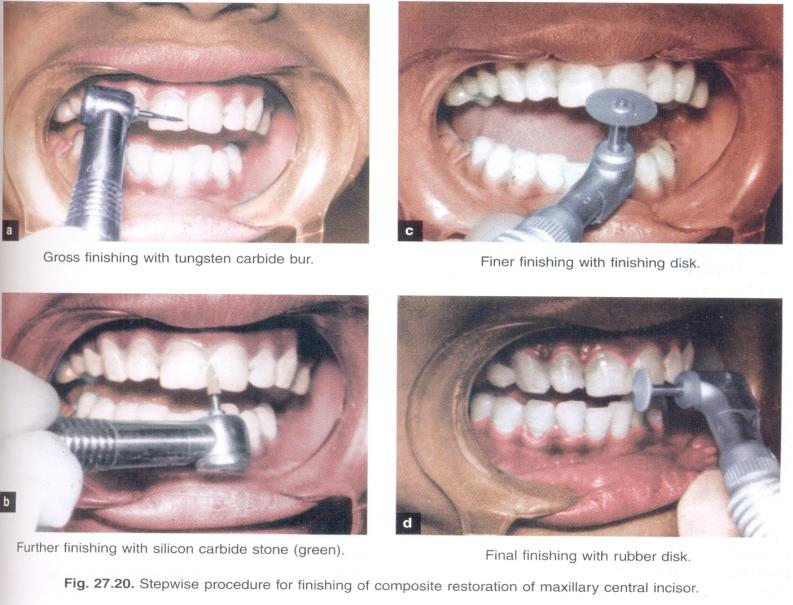 a
Gross finishing with tungsten carbide bur.
c
Finer finishing with finishing disk.
b
Further finishing with silicon carbide stone (green).
d
Final finishing with rubber disk.
Fig. 27.20. Stepwise procedure for finishing of composite restoration of maxillary central incisor.